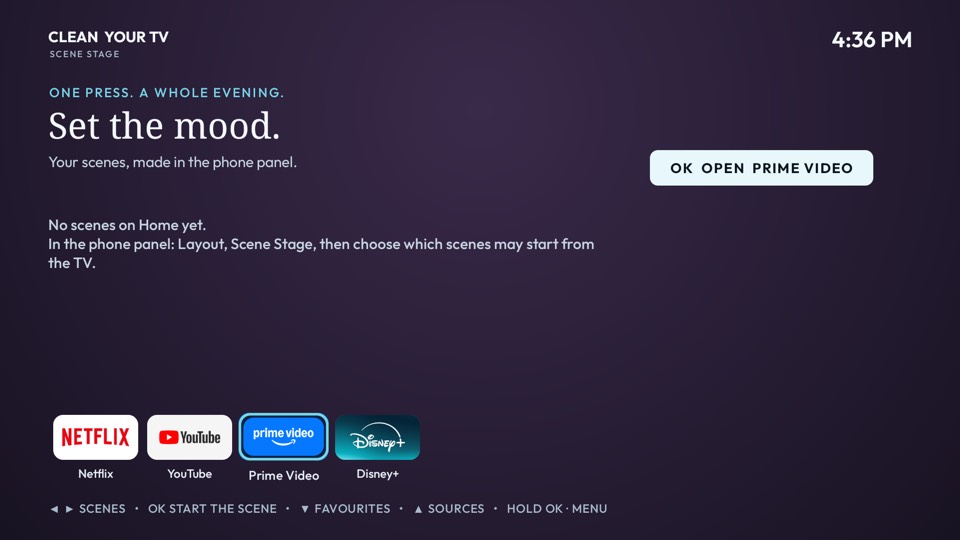 CLEAN YOUR TV
SCENE STAGE
4:36 PM
ONE PRESS. A WHOLE EVENING.
Set the mood.
Your scenes, made in the phone panel.
OK OPEN PRIME VIDEO
No scenes on Home yet.
In the phone panel: Layout, Scene Stage, then choose which scenes may start from
the TV.
NETFLIX
YouTube
prime video
Disney+
Netflix
YouTube
Prime Video
Disney+
◄ ► SCENES • OK START THE SCENE • ▼ FAVOURITES • ▲ SOURCES • HOLD OK · MENU